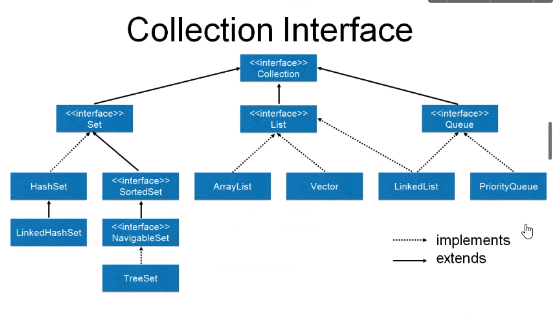 Collection Interface
<<interface>>
Collection
<<interface>>
Set
<<interface>>
List
<<interface>>
Queue
HashSet
<<interface>>
SortedSet
ArrayList
Vector
LinkedList
PriorityQueue
LinkedHashSet
<<interface>>
NavigableSet
TreeSet
implements
extends